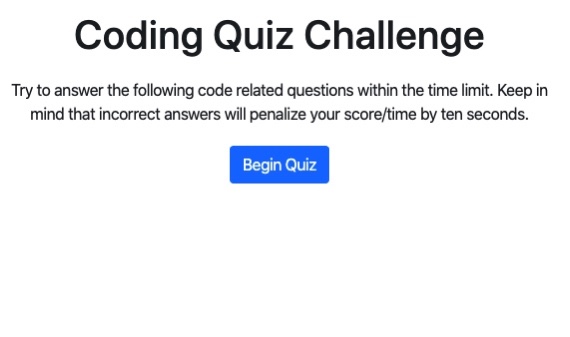 Coding Quiz Challenge
Try to answer the following code related questions within the time limit. Keep in
mind that incorrect answers will penalize your score/time by ten seconds.
Begin Quiz